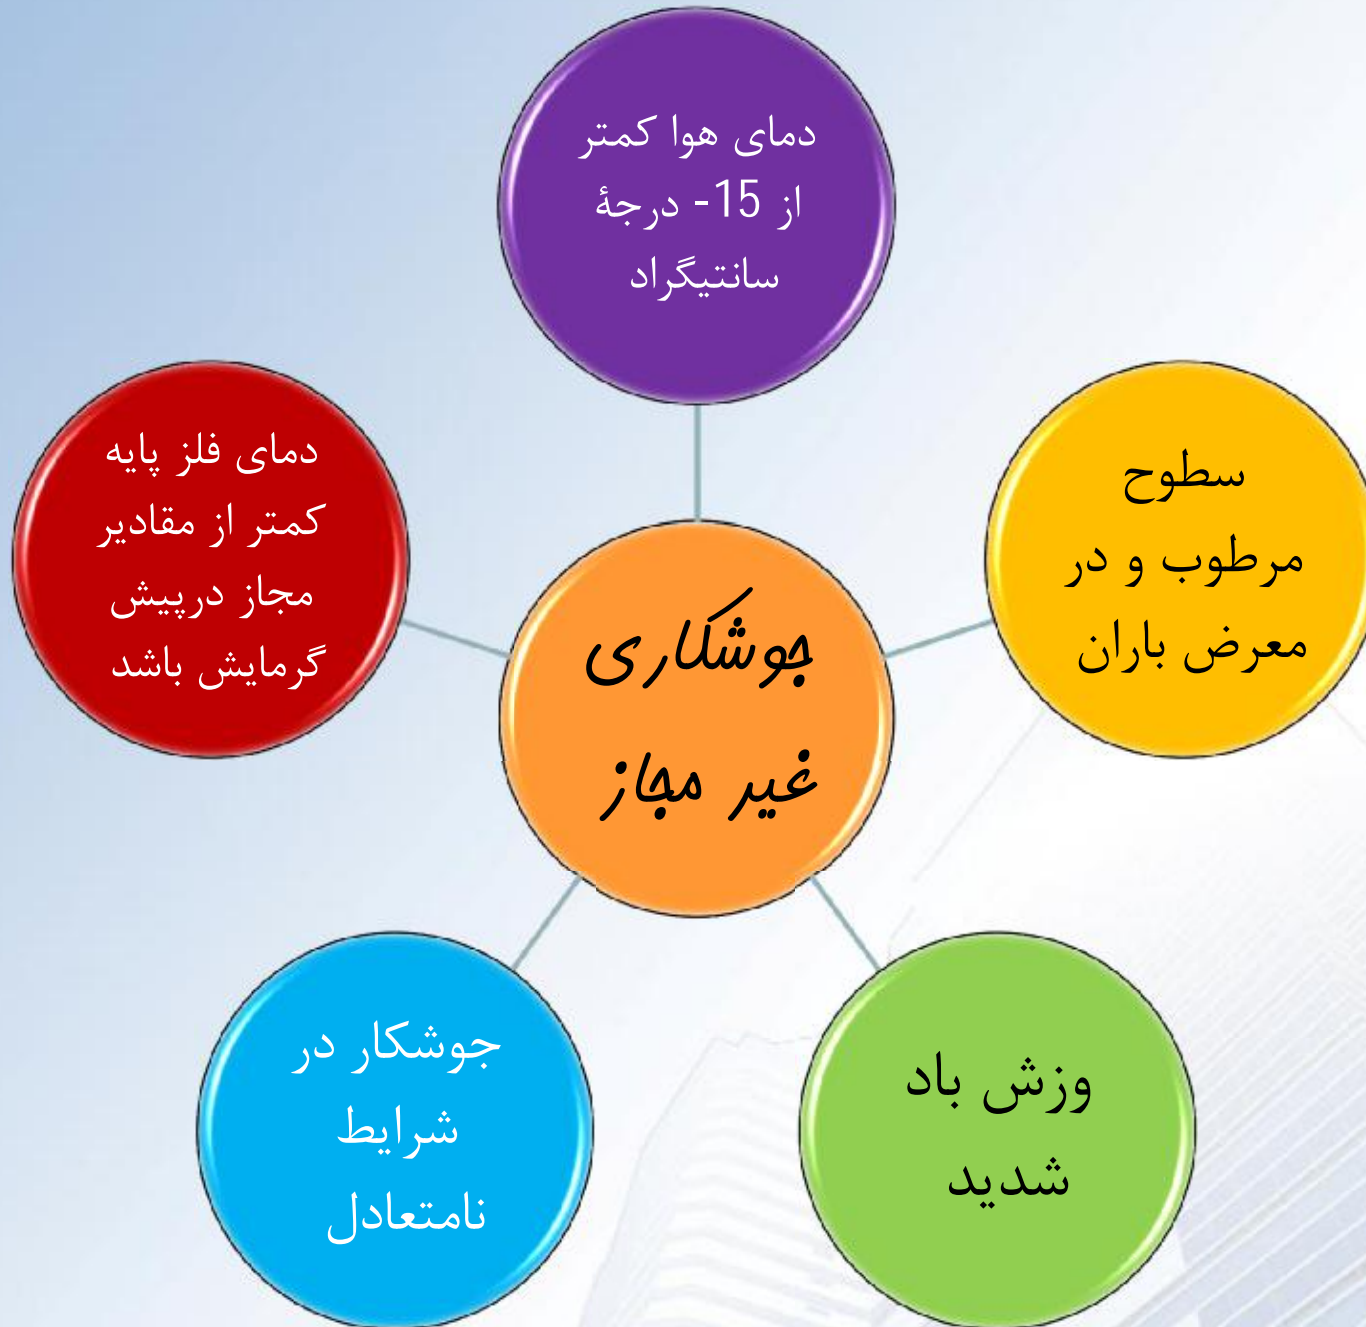 دمای هوا کمتر
از 15- درجهٔ
سانتیگراد
سطوح
مرطوب و در
معرض باران
دمای فلز پایه
کمتر از مقادیر
مجاز درپیش
گرمایش باشد
جوشکاری
غیر مجاز
وزش باد
شدید
جوشکار در
شرایط
نامتعادل